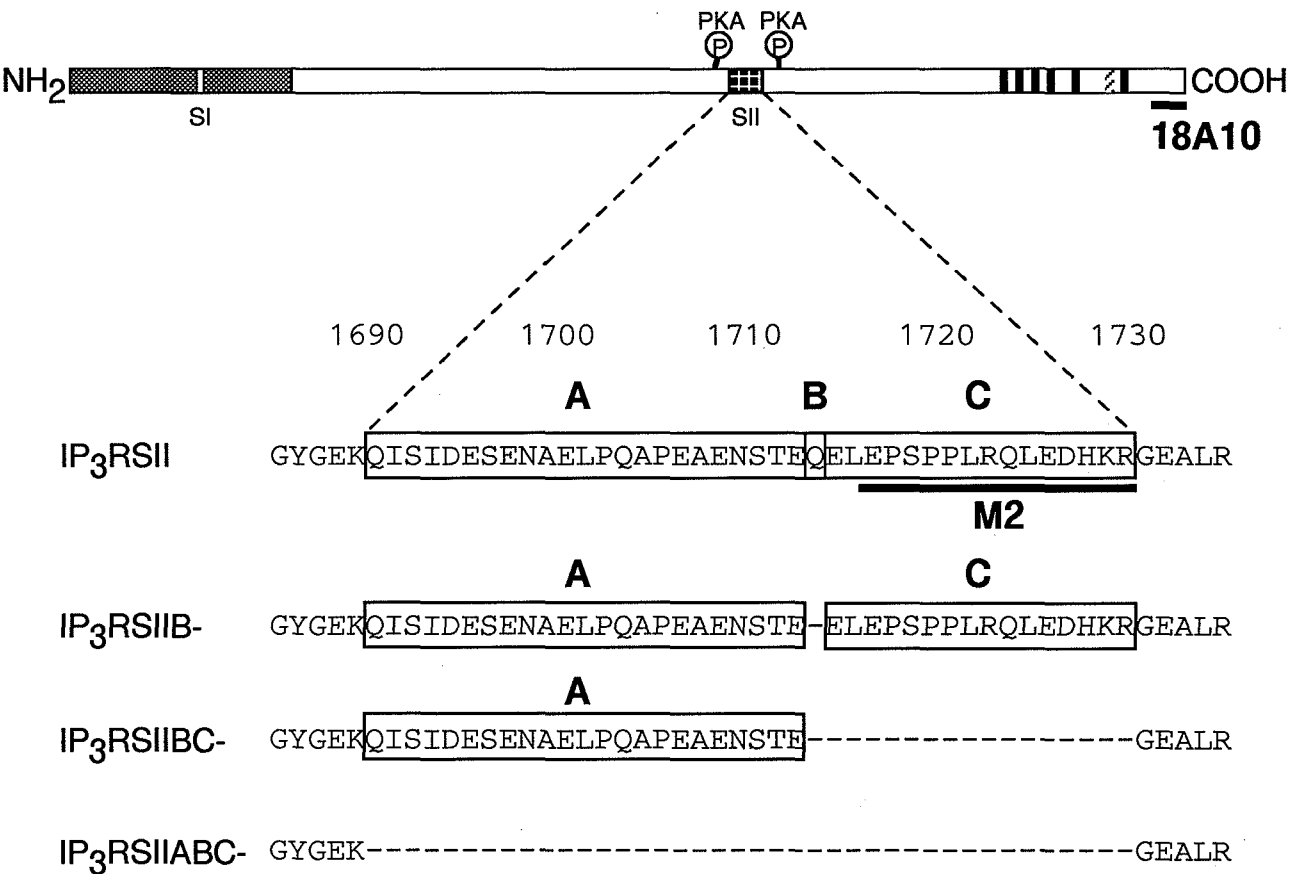 PKA PKA
P P
NH2 COOH
SI SII
18A10
1690 1700 1710 1720 1730
A B C
IP3RSII GYGEKQISIDESENAELPQAPEAENSTEQELEPSPPLRQLEDHKRGEALR
M2
A C
IP3RSIIB- GYGEKQISIDESENAELPQAPEAENSTE-ELEPSPPLRQLEDHKRGEALR
A
IP3RSIIBC- GYGEKQISIDESENAELPQAPEAENSTE-----------------GEALR
IP3RSIIABC- GYGEK----------------------------------------GEALR